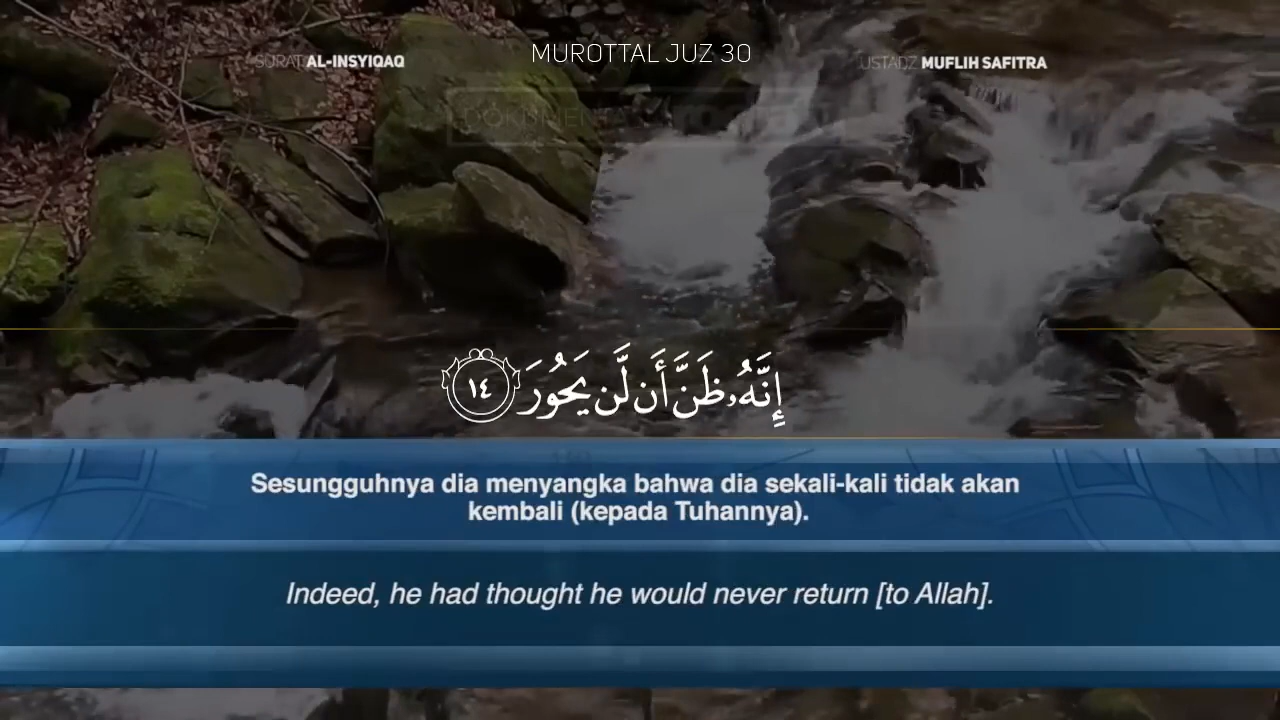 SURAT AL-INSYIQAQ
MUROTTAL JUZ 30
USTADZ MUFLIH SAFITRA
إِنَّهُۥ ظَنَّ أَن لَّن يَحُورَ ١٤
Sesungguhnya dia menyangka bahwa dia sekali-kali tidak akan
kembali (kepada Tuhannya).
Indeed, he had thought he would never return [to Allah].